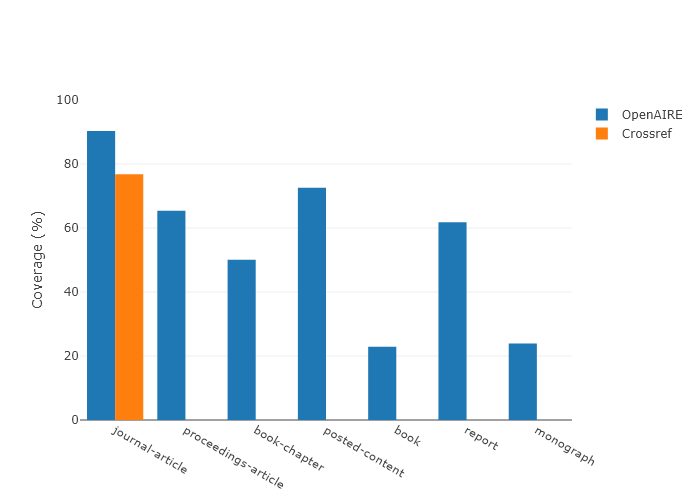 100
80
60
40
20
0
Coverage (%)
OpenAIRE
Crossref
journal-article
proceedings-article
book-chapter
posted-content
book
report
monograph